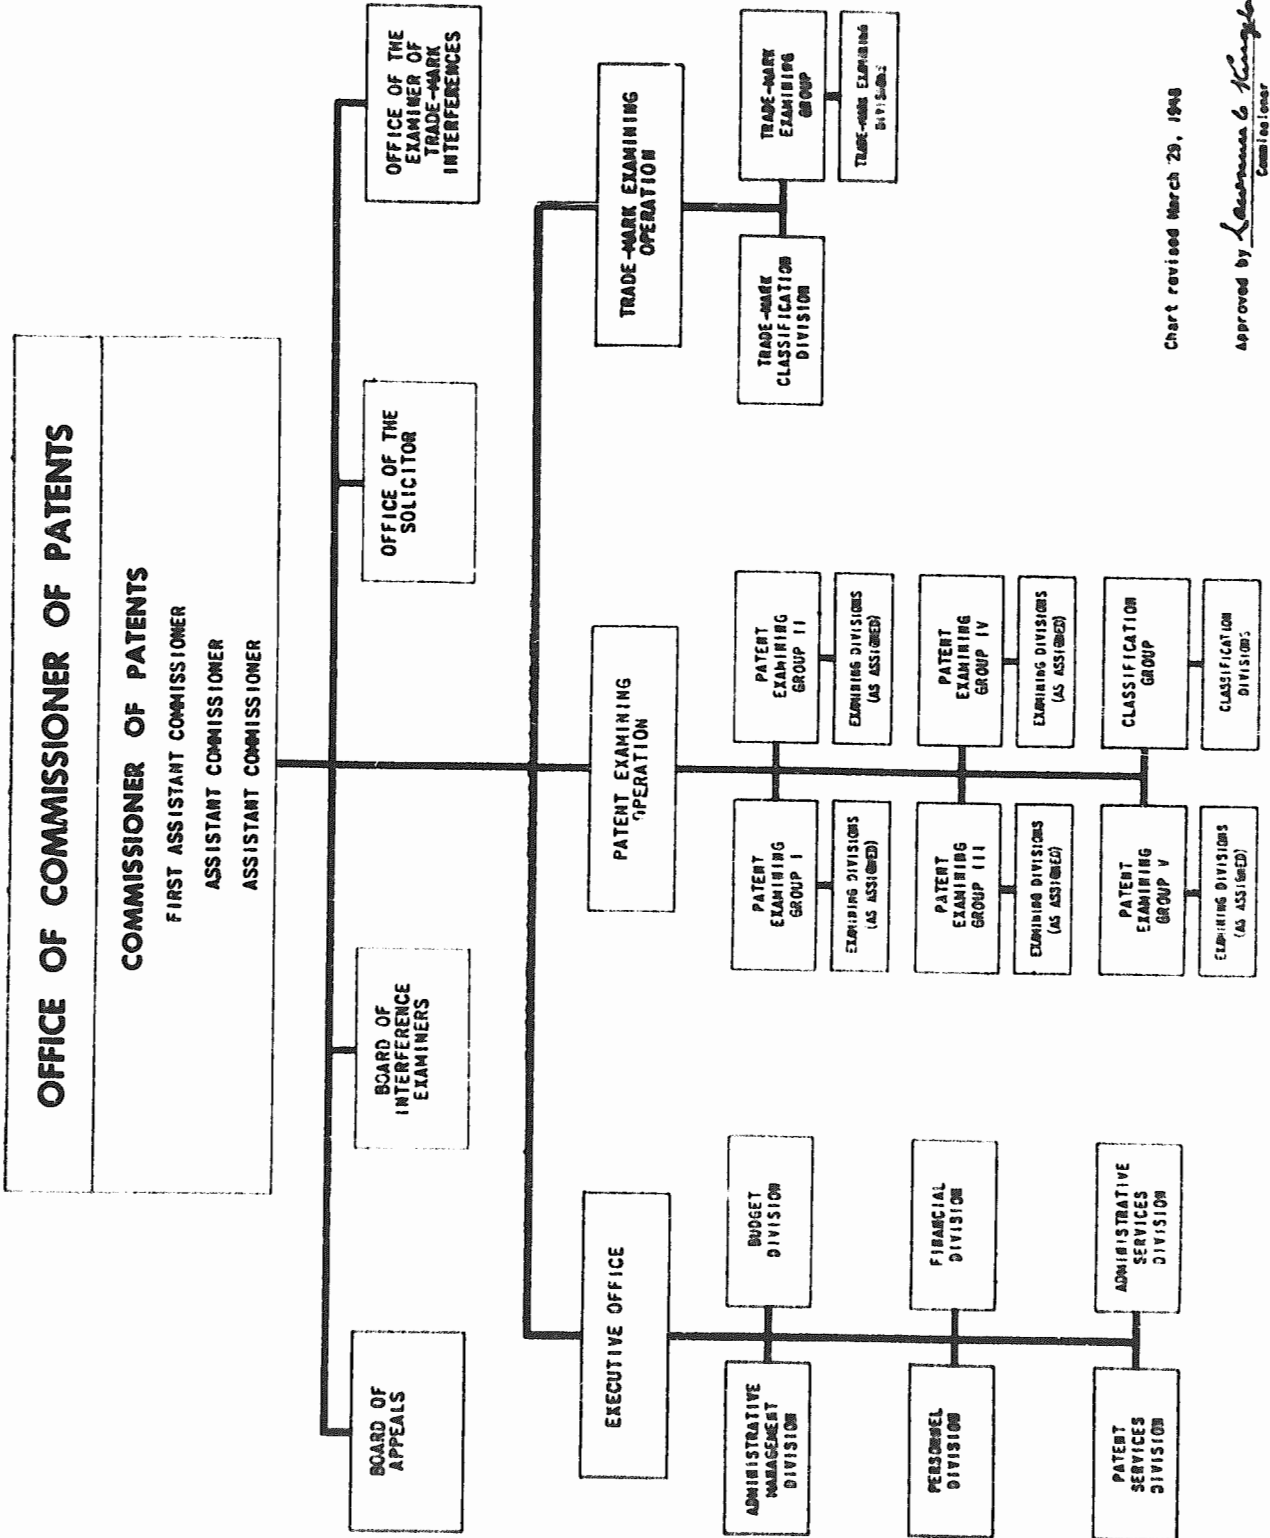 OFFICE OF COMMISSIONER OF PATENTS
COMMISSIONER OF PATENTS
FIRST ASSISTANT COMMISSIONER
ASSISTANT COMMISSIONER
ASSISTANT COMMISSIONER
BOARD OF
APPEALS
BOARD OF
INTERFERENCE
EXAMINERS
OFFICE OF THE
SOLICITOR
OFFICE OF THE
EXAMINER OF
TRADE-MARK
INTERFERENCES
EXECUTIVE OFFICE
PATENT EXAMINING
OPERATION
TRADE-MARK EXAMINING
OPERATION
ADMINISTRATIVE
MANAGEMENT
DIVISION
BUDGET
DIVISION
PERSONNEL
DIVISION
FINANCIAL
DIVISION
PATENT
SERVICES
DIVISION
ADMINISTRATIVE
SERVICES
DIVISION
PATENT
EXAMINING
GROUP I
EXAMINING DIVISIONS
(AS ASSIGNED)
PATENT
EXAMINING
GROUP II
EXAMINING DIVISIONS
(AS ASSIGNED)
PATENT
EXAMINING
GROUP III
EXAMINING DIVISIONS
(AS ASSIGNED)
PATENT
EXAMINING
GROUP IV
EXAMINING DIVISIONS
(AS ASSIGNED)
PATENT
EXAMINING
GROUP V
EXAMINING DIVISIONS
(AS ASSIGNED)
CLASSIFICATION
GROUP
CLASSIFICATION
DIVISIONS
TRADE-MARK
CLASSIFICATION
DIVISION
TRADE-MARK
EXAMINING
GROUP
TRADE-MARK EXAMINING
DIVISIONS
Chart revised March 29, 1948
Approved by
Commissioner